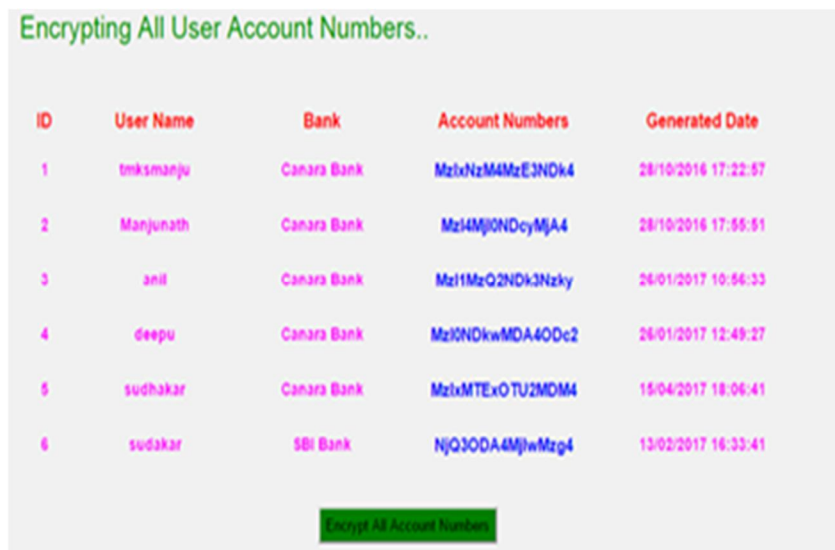 Encrypting All User Account Numbers..
ID User Name Bank Account Numbers Generated Date
1 tmksmanju Canara Bank MzIxNzM4MzE3NDk4 28/10/2016 17:22:57
2 Manjunath Canara Bank MzI4MjI0NDcyMjA4 28/10/2016 17:55:51
3 anil Canara Bank MzI1MzQ2NDk3Nzky 26/01/2017 10:56:33
4 deepu Canara Bank MzI0NDkwMDA4ODc2 26/01/2017 12:49:27
5 sudhakar Canara Bank MzIxMTExOTU2MDM4 15/04/2017 18:06:41
6 sudakar SBI Bank NjQ3ODA4MjIwMzg4 13/02/2017 16:33:41
Encrypt All Account Numbers